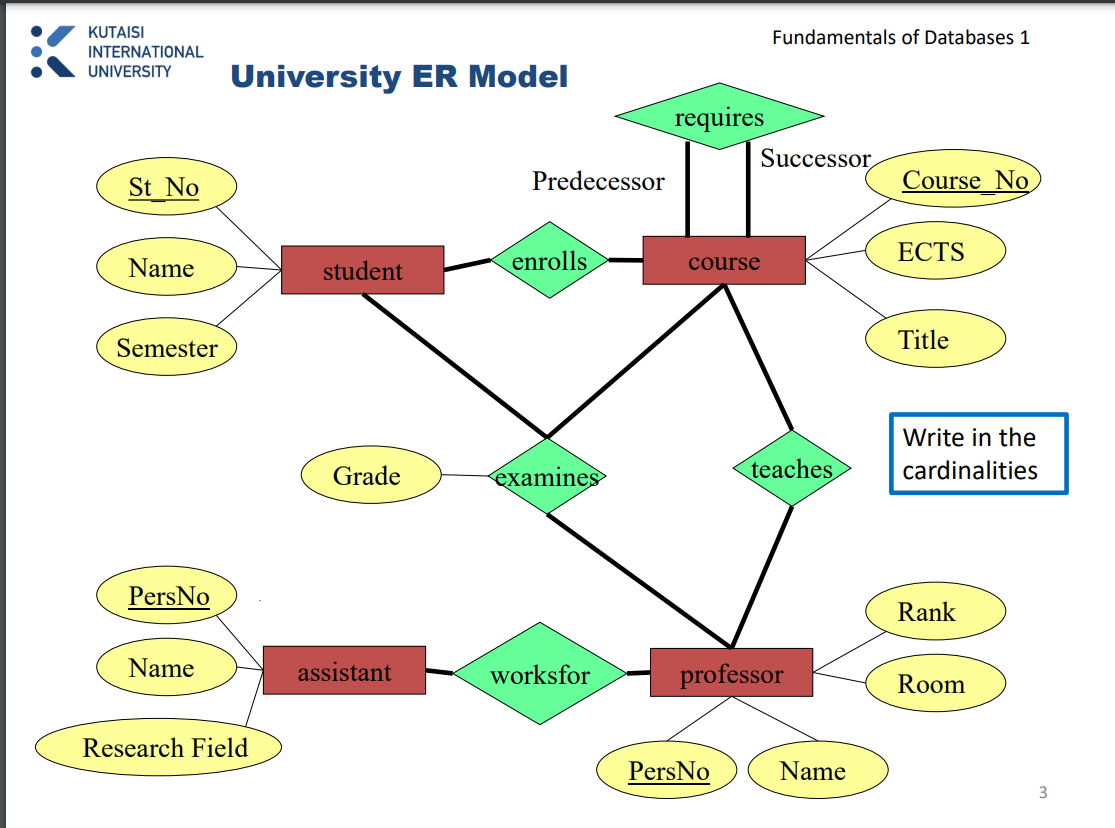 KUTAISI
INTERNATIONAL
UNIVERSITY
Fundamentals of Databases 1
University ER Model
requires
Predecessor
Successor
St_No
Name
Semester
student
enrolls
course
Course_No
ECTS
Title
Write in the
cardinalities
Grade
examines
teaches
PersNo
Name
Research Field
assistant
worksfor
professor
Rank
Room
PersNo
Name
3